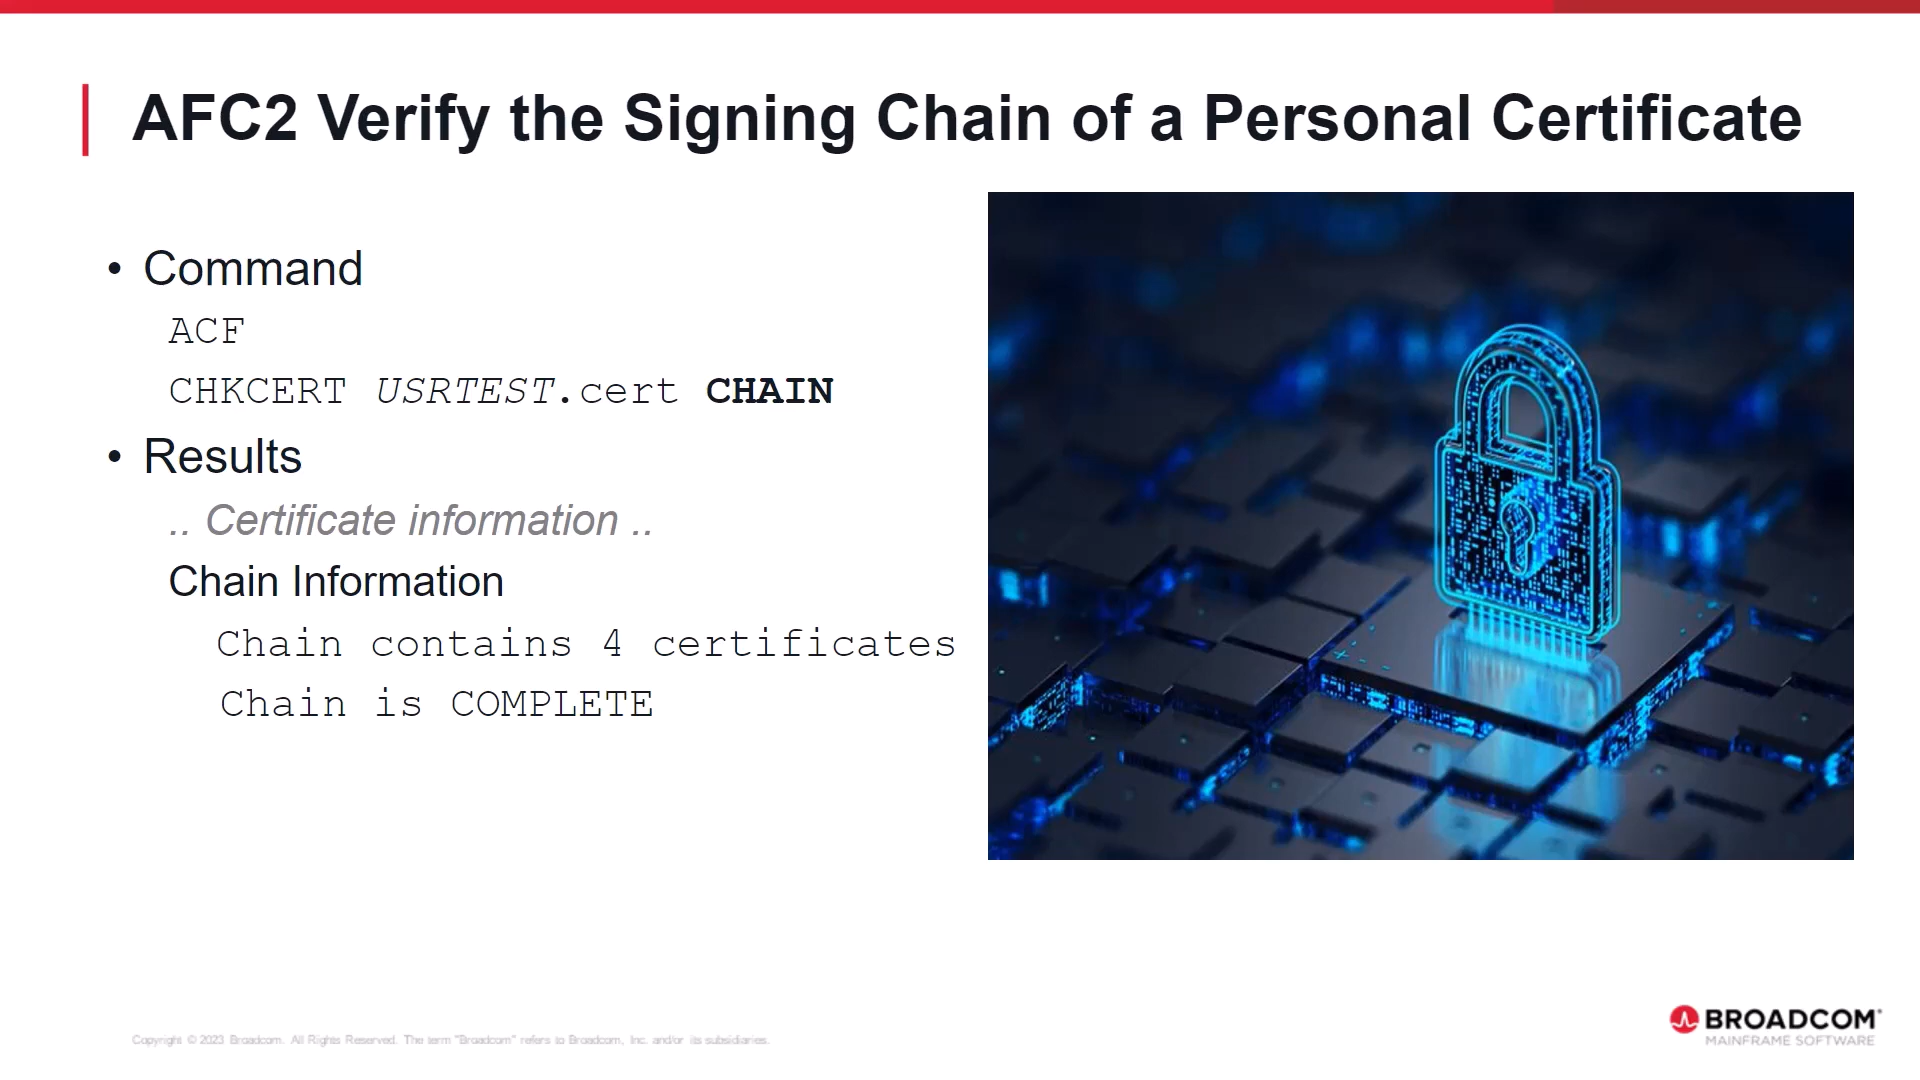 AFC2 Verify the Signing Chain of a Personal Certificate
• Command
ACF
CHKCERT USRTEST.cert CHAIN
• Results
.. Certificate information ..
Chain Information
Chain contains 4 certificates
Chain is COMPLETE
Copyright © 2023 Broadcom. All Rights Reserved. The term "Broadcom" refers to Broadcom, Inc. and/or its subsidiaries.
BROADCOM®
MAINFRAME SOFTWARE